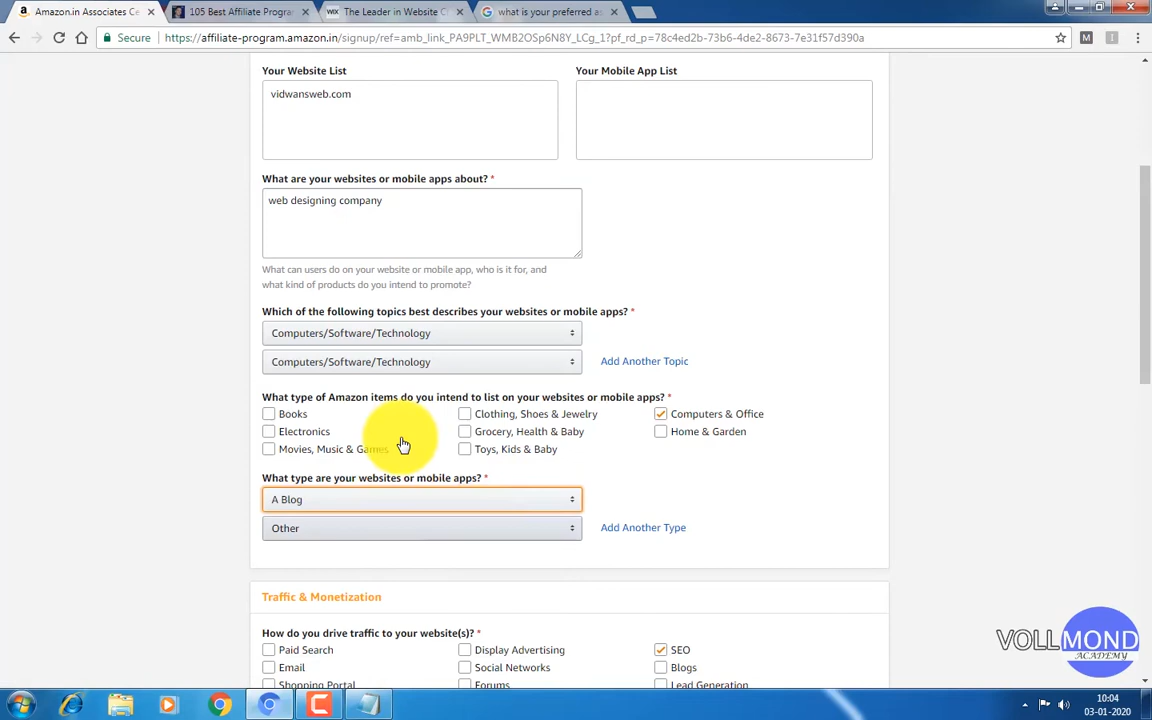 Amazon.in Associates Ce
105 Best Affiliate Progra
WIX The Leader in Website C
what is your preferred a
Secure https://affiliate-program.amazon.in/signup/ref=amb_link_PA9PLT_WMB2OSp6N8Y_LCg_1?pf_rd_p=78c4ed2b-73b6-4de2-8673-7e31f57d390a
Your Website List
Your Mobile App List
vidwansweb.com
What are your websites or mobile apps about? *
web designing company
What can users do on your website or mobile app, who is it for, and
what kind of products do you intend to promote?
Which of the following topics best describes your websites or mobile apps? *
Computers/Software/Technology
Computers/Software/Technology
Add Another Topic
What type of Amazon items do you intend to list on your websites or mobile apps? *
Books
Clothing, Shoes & Jewelry
Computers & Office
Electronics
Grocery, Health & Baby
Home & Garden
Movies, Music & Games
Toys, Kids & Baby
What type are your websites or mobile apps? *
A Blog
Other
Add Another Type
Traffic & Monetization
How do you drive traffic to your website(s)? *
Paid Search
Display Advertising
SEO
Email
Social Networks
Blogs
Shopping Portal
Forums
Lead Generation
VOLLMOND
ACADEMY
10:04
03-01-2020